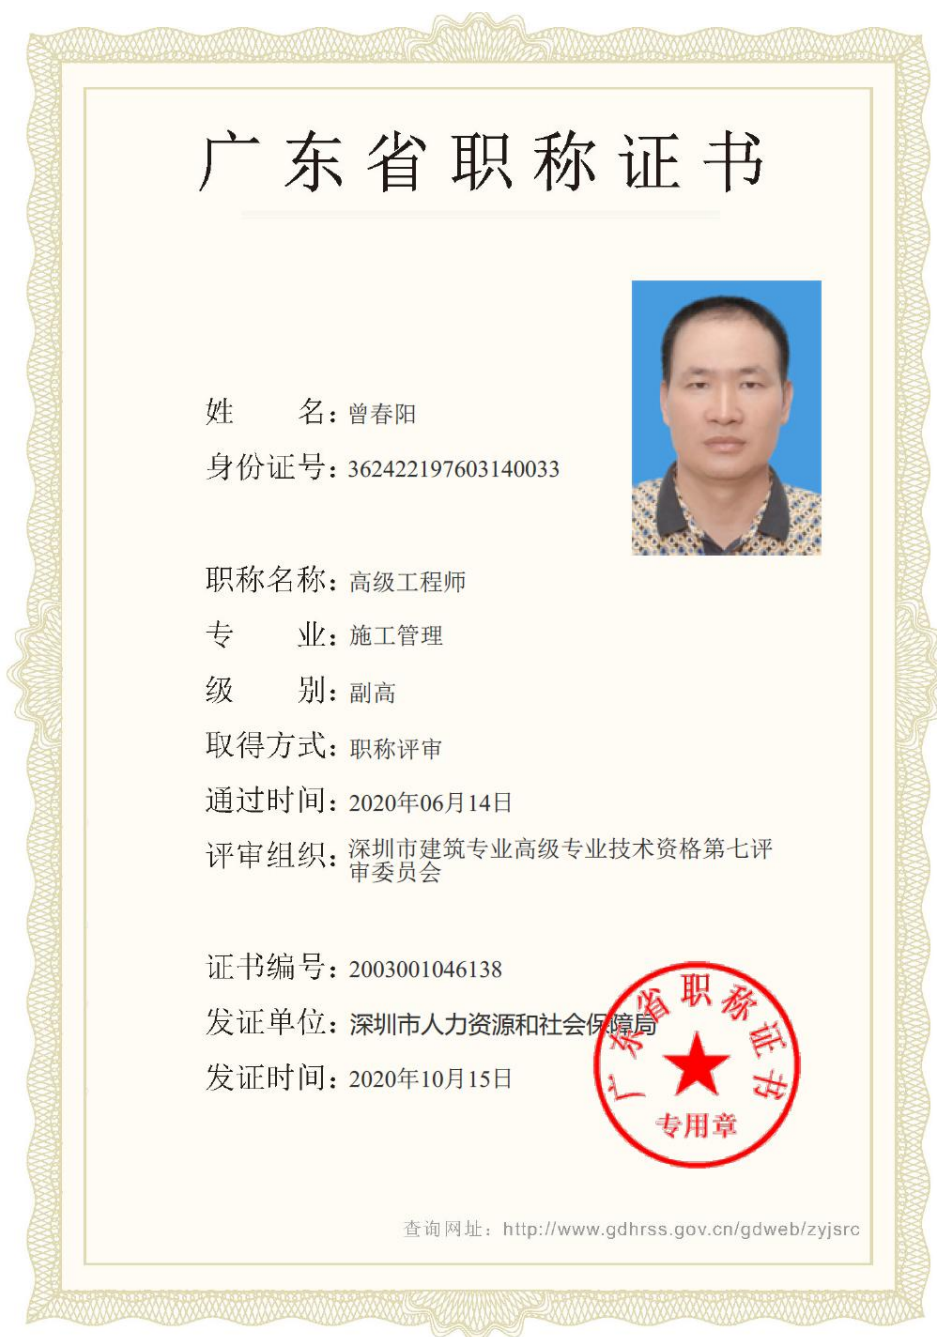 广东省职称证书
姓 名：曾春阳
身份证号：362422197603140033
职称名称：高级工程师
专 业：施工管理
级 别：副高
取得方式：职称评审
通过时间：2020年06月14日
评审组织：深圳市建筑专业高级专业技术资格第七评
审委员会
证书编号：2003001046138
发证单位：深圳市人力资源和社会保障局
发证时间：2020年10月15日
广东省职称证书
专用章
查询网址：http://www.gdhrss.gov.cn/gdweb/zyjsrc